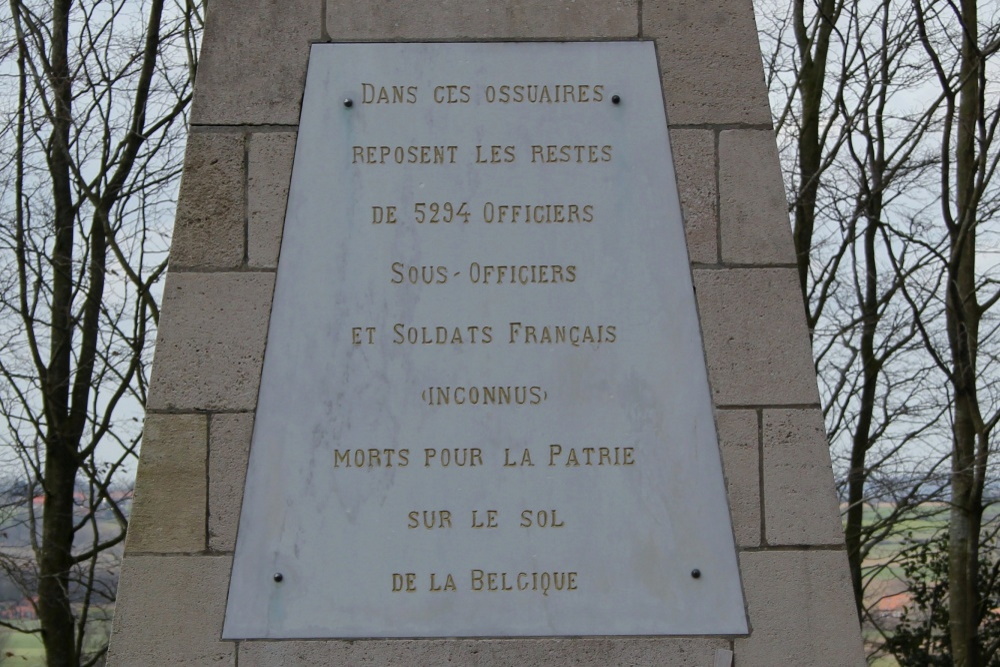 Dans ces ossuaires
reposent les restes
de 5294 Officiers
Sous-Officiers
et Soldats Français
(inconnus)
morts pour la Patrie
sur le sol
de la Belgique